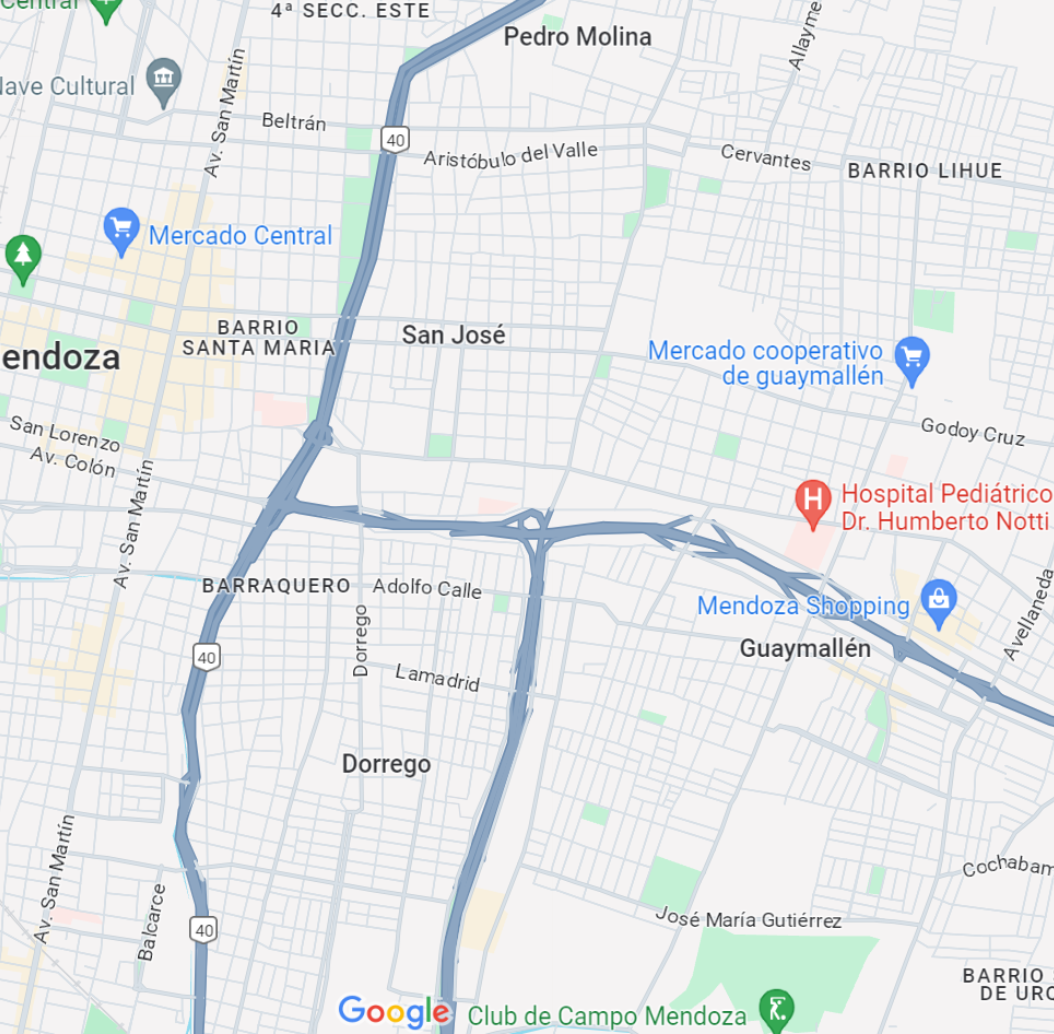 Central
4ª SECC. ESTE
Pedro Molina
Allayme
Nave Cultural
Av. San Martín
Beltrán
40
Aristóbulo del Valle
Cervantes
BARRIO LIHUE
Mercado Central
BARRIO
SANTA MARIA
San José
endoza
Mercado cooperativo
de guaymallén
San Lorenzo
Av. Colón
Godoy Cruz
Av. San Martín
H
Hospital Pediátrico
Dr. Humberto Notti
BARRAQUERO
Adolfo Calle
Mendoza Shopping
Avellaneda
Dorrego
40
Guaymallén
Lamadrid
Dorrego
Av. San Martín
Balcarce
Cochabam
José María Gutiérrez
40
BARRIO
DE URO
Google
Club de Campo Mendoza